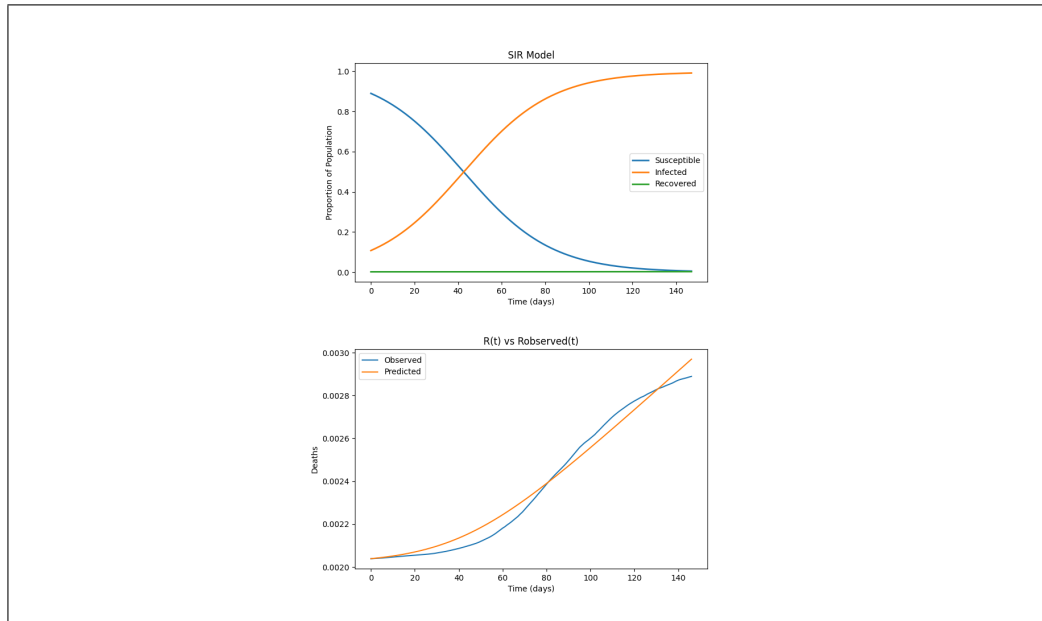 SIR Model
1.0
0.8
0.6
0.4
0.2
0.0
Proportion of Population
Susceptible
Infected
Recovered
0 20 40 60 80 100 120 140
Time (days)
R(t) vs Robserved(t)
0.0030
0.0028
0.0026
0.0024
0.0022
0.0020
Deaths
Observed
Predicted
0 20 40 60 80 100 120 140
Time (days)